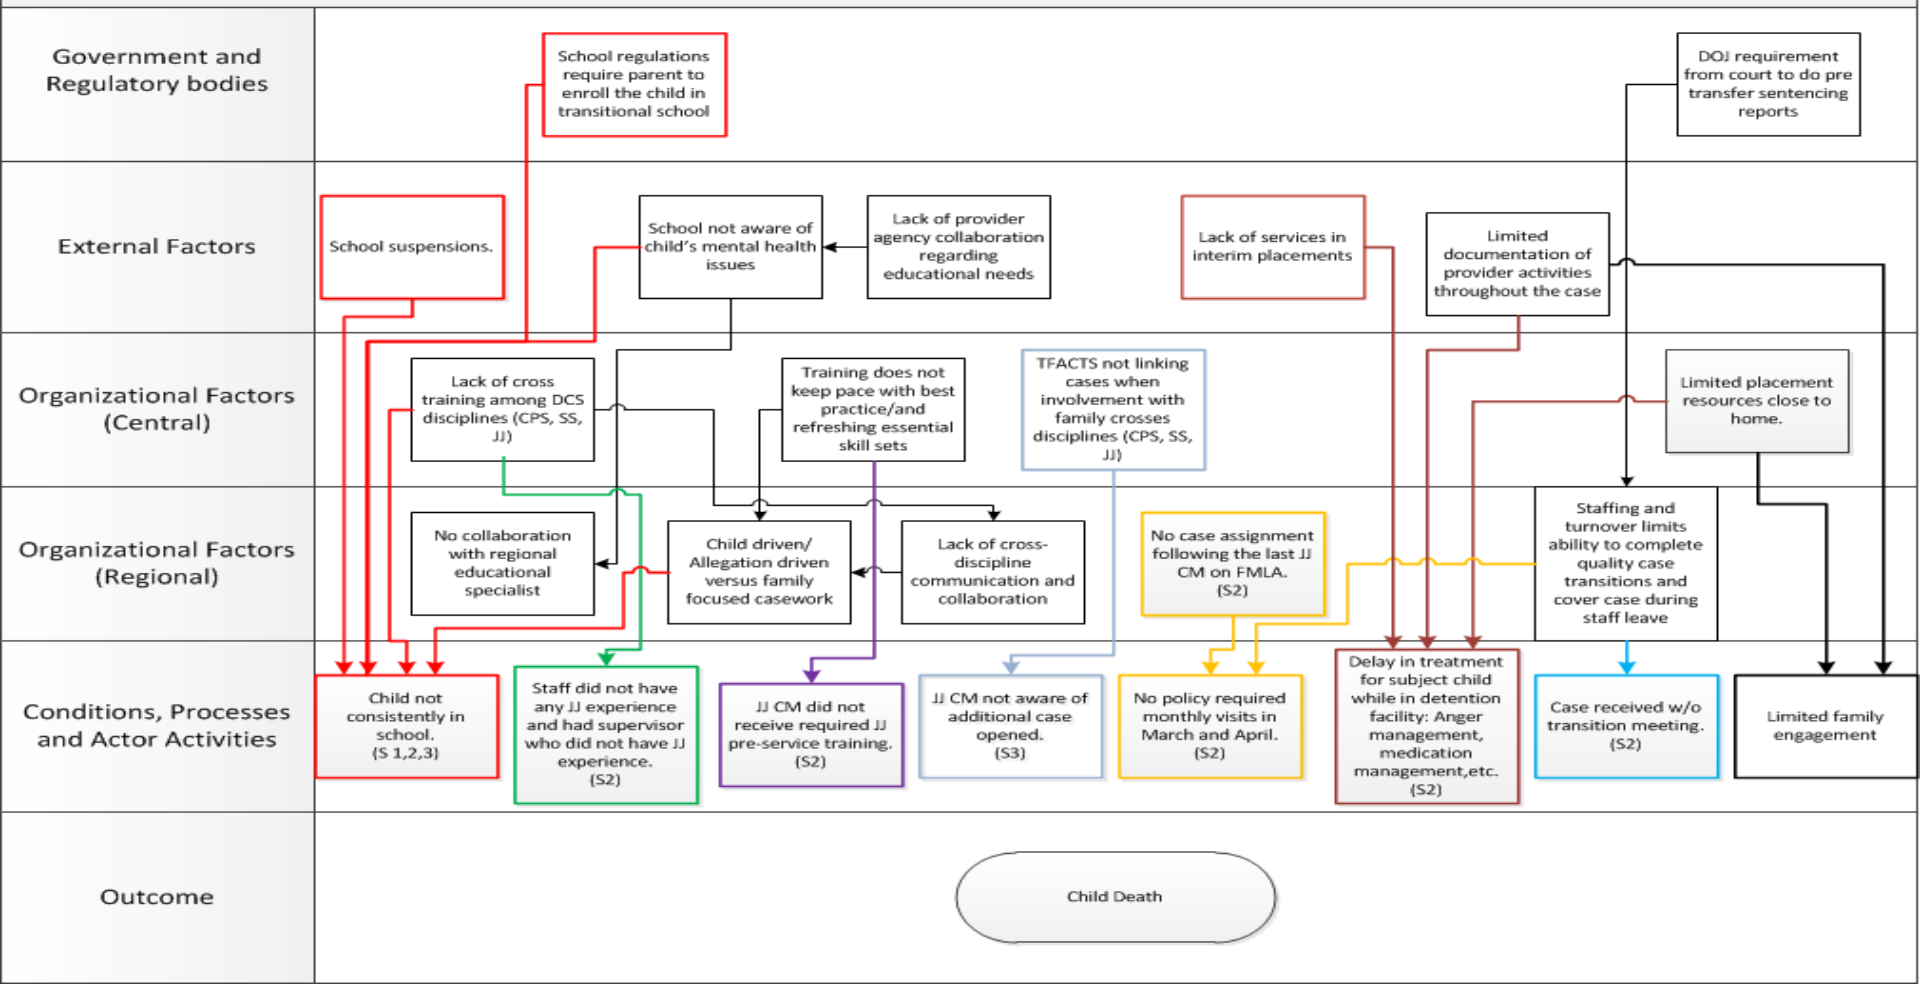 Government and
Regulatory bodies
School regulations
require parent to
enroll the child in
transitional school
DOJ requirement
from court to do pre
transfer sentencing
reports
External Factors
School suspensions.
School not aware of
child's mental health
issues
Lack of provider
agency collaboration
regarding
educational needs
Lack of services in
interim placements
Limited
documentation of
provider activities
throughout the case
Organizational Factors
(Central)
Lack of cross
training among DCS
disciplines (CPS, SS,
JJ)
Training does not
keep pace with best
practice/and
refreshing essential
skill sets
TFACTS not linking
cases when
involvement with
family crosses
disciplines (CPS, SS,
JJ)
Limited placement
resources close to
home.
Organizational Factors
(Regional)
No collaboration
with regional
educational
specialist
Child driven/
Allegation driven
versus family
focused casework
Lack of cross-
discipline
communication and
collaboration
No case assignment
following the last JJ
CM on FMLA.
(S2)
Staffing and
turnover limits
ability to complete
quality case
transitions and
cover case during
staff leave
Conditions, Processes
and Actor Activities
Child not
consistently in
school.
(S 1,2,3)
Staff did not have
any JJ experience
and had supervisor
who did not have JJ
experience.
(S2)
JJ CM did not
receive required JJ
pre-service training.
(S2)
JJ CM not aware of
additional case
opened.
(S3)
No policy required
monthly visits in
March and April.
(S2)
Delay in treatment
for subject child
while in detention
facility: Anger
management,
medication
management,etc.
(S2)
Case received w/o
transition meeting.
(S2)
Limited family
engagement
Outcome
Child Death